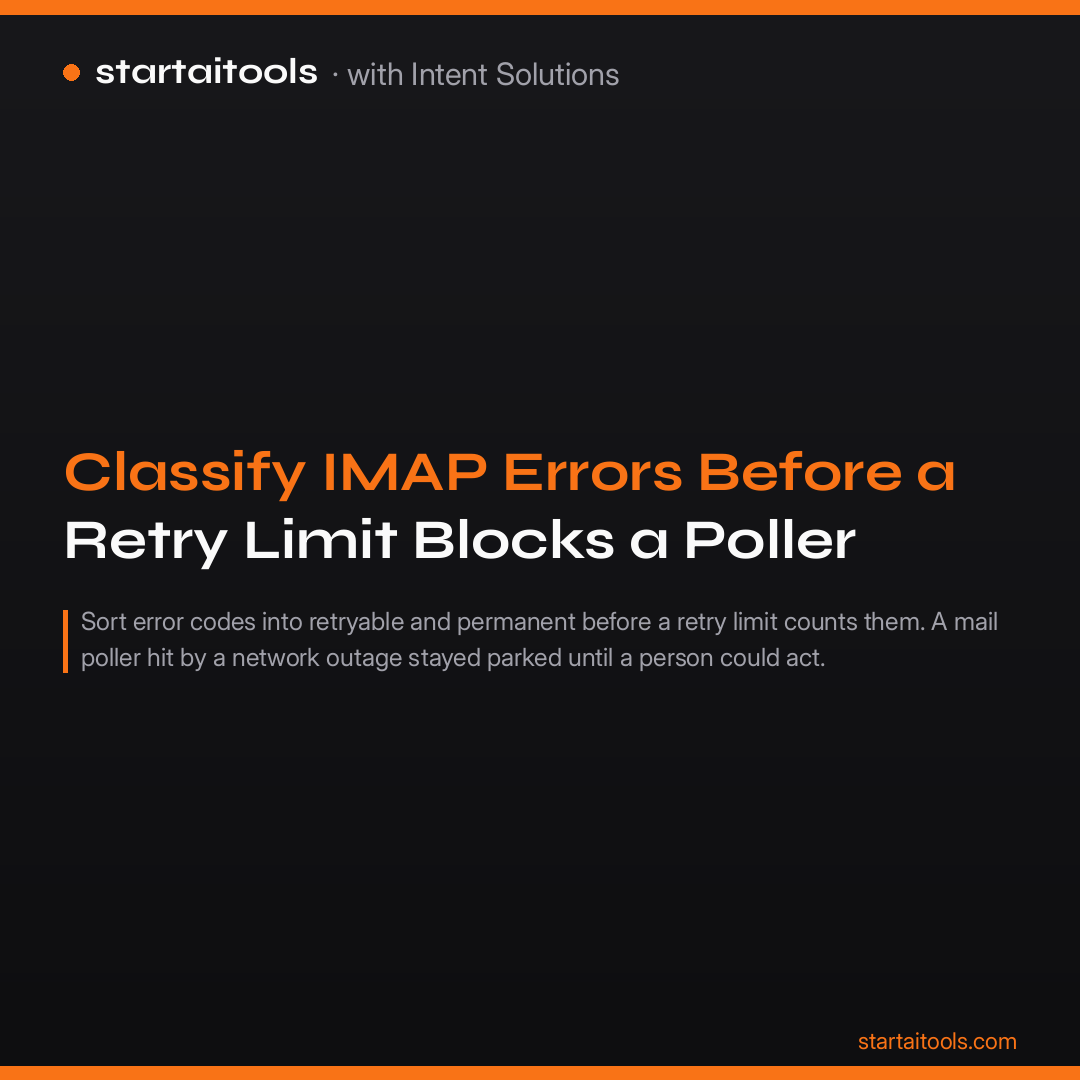 startaitools · with Intent Solutions
Classify IMAP Errors Before a
Retry Limit Blocks a Poller
Sort error codes into retryable and permanent before a retry limit counts them. A mail
poller hit by a network outage stayed parked until a person could act.
startaitools.com